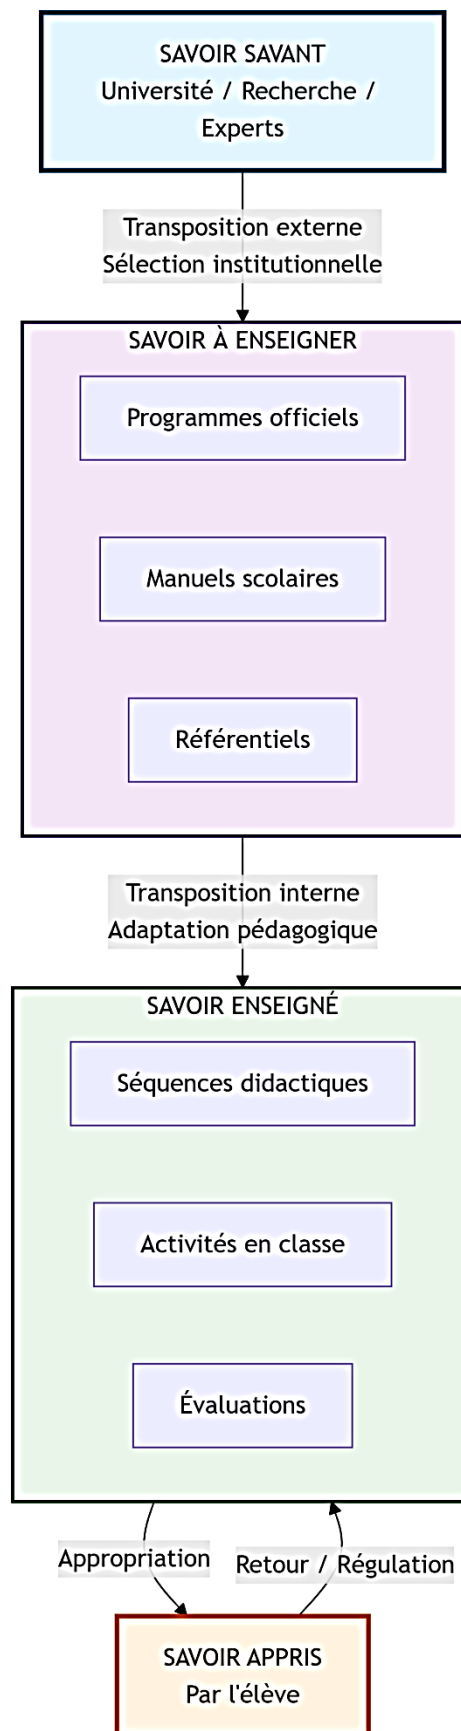 SAVOIR SAVANT
Université / Recherche /
Experts
Transposition externe
Sélection institutionnelle
SAVOIR À ENSEIGNER
Programmes officiels
Manuels scolaires
Référentiels
Transposition interne
Adaptation pédagogique
SAVOIR ENSEIGNÉ
Séquences didactiques
Activités en classe
Évaluations
Appropriation
Retour / Régulation
SAVOIR APPRIS
Par l'élève